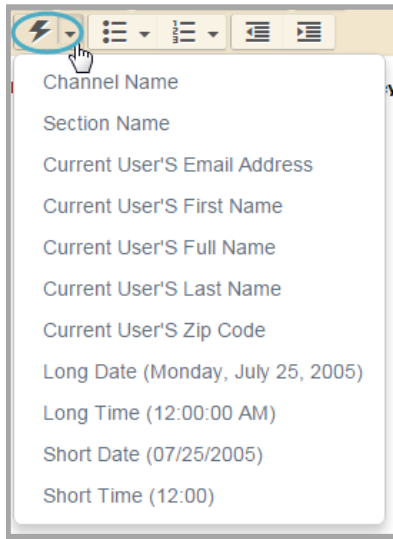 Channel Name
Section Name
Current User'S Email Address
Current User'S First Name
Current User'S Full Name
Current User'S Last Name
Current User'S Zip Code
Long Date (Monday, July 25, 2005)
Long Time (12:00:00 AM)
Short Date (07/25/2005)
Short Time (12:00)